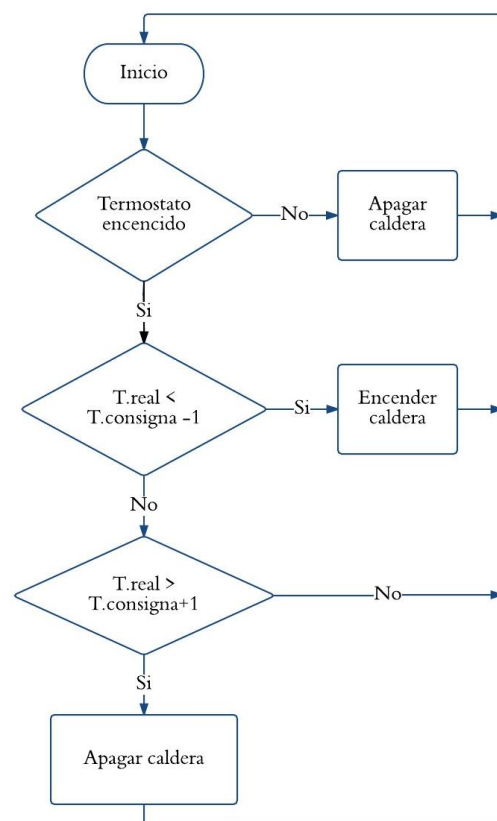 Inicio
Termostato
encencido
No
Apagar
caldera
Si
T.real <
T.consigna -1
Si
Encender
caldera
No
T.real >
T.consigna+1
No
Si
Apagar caldera